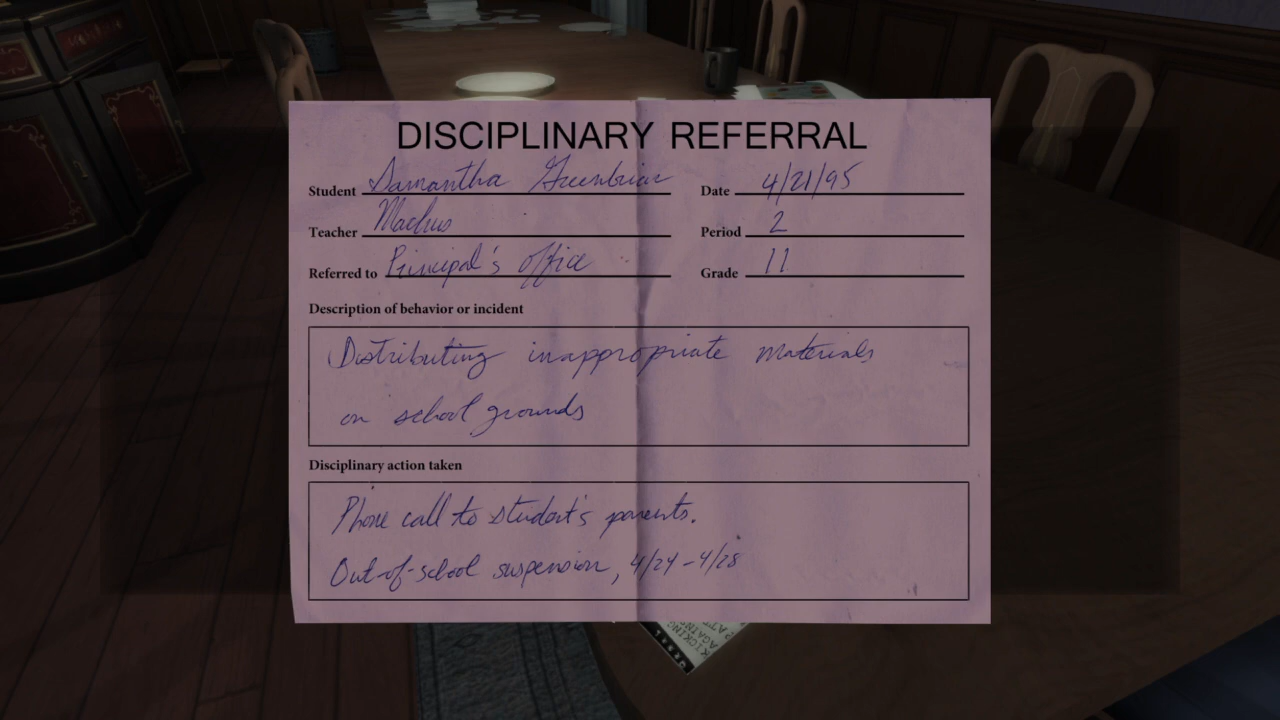 DISCIPLINARY REFERRAL
Student Samantha Greenbriar Date 4/21/95
Teacher Period 2
Referred to Principal's office Grade 11
Description of behavior or incident
Distributing inappropriate materials
on school grounds
Disciplinary action taken
Phone call to student's parents.
Out-of-school suspension, 4/24-4/28
KICKING
AGAINS